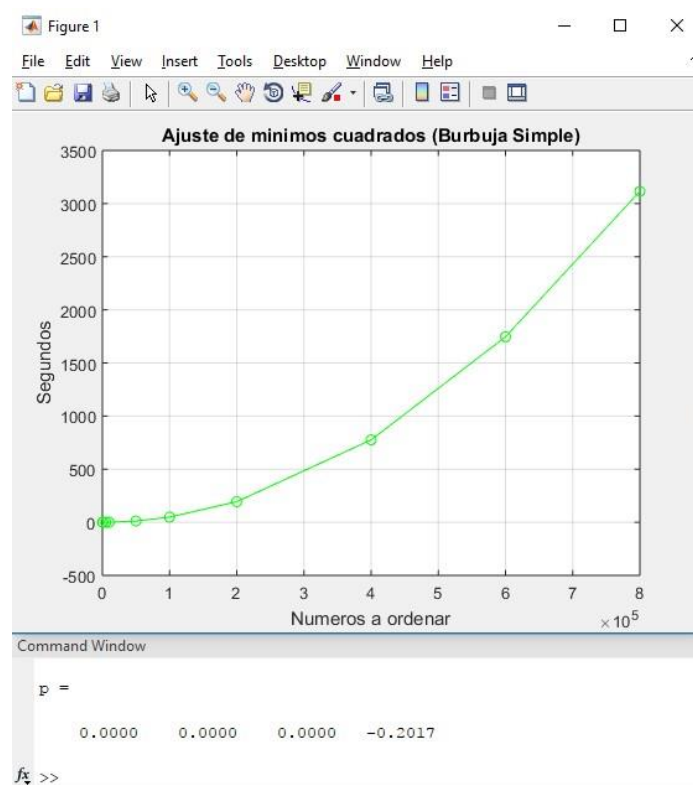 Figure 1
File Edit View Insert Tools Desktop Window Help
Ajuste de minimos cuadrados (Burbuja Simple)
3500
3000
2500
2000
1500
1000
500
0
-500
Segundos
0 1 2 3 4 5 6 7 8
Numeros a ordenar
×10^5
Command Window
p =
0.0000 0.0000 0.0000 -0.2017
fx >>